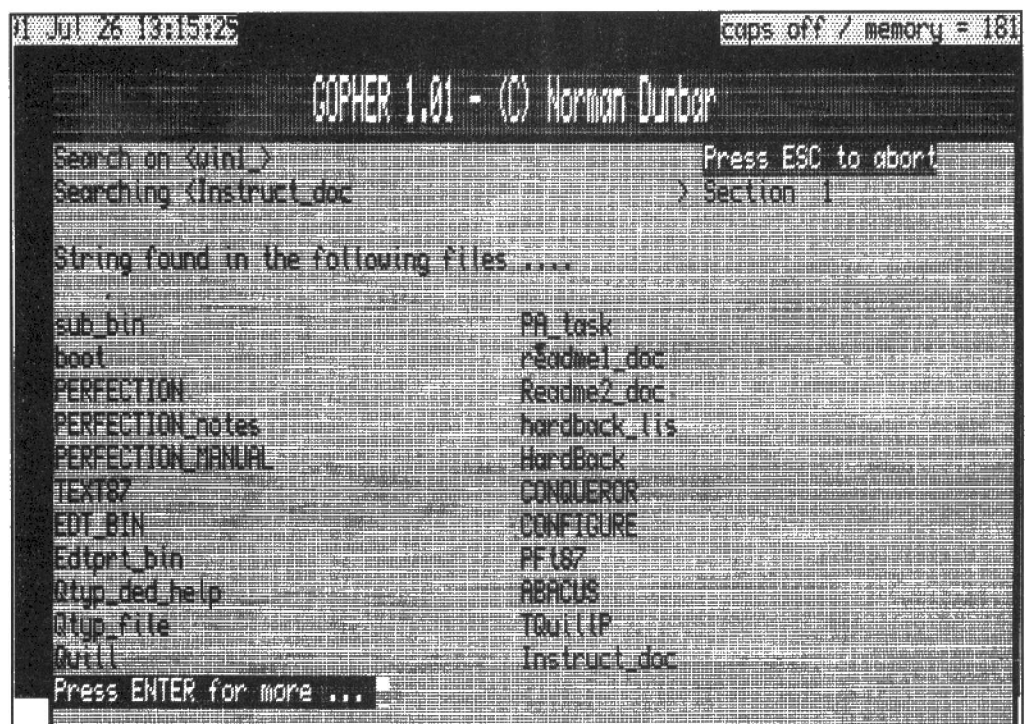 Jul 26 13:15:25 caps off / memory = 181
GOPHER 1.01 - (C) Norman Dunbar
Search on <win1_> Press ESC to abort
Searching <Instruct_doc > Section 1
String found in the following files ....
sub_bin PA_task
boot readme1_doc
PERFECTION Readme2_doc
PERFECTION_notes hardback_lis
PERFECTION_MANUAL HardBack
TEXT87 CONQUEROR
EDT_BIN CONFIGURE
Edtprt_bin PFt87
Qtyp_ded_help ABACUS
Qtyp_file TQuillP
Quill Instruct_doc
Press ENTER for more ...